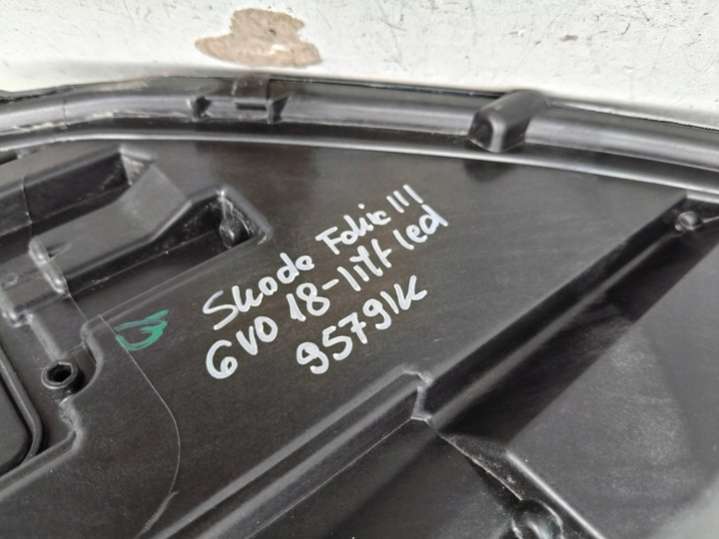 Skoda Fabia III
6V0 18-lift led
95791K